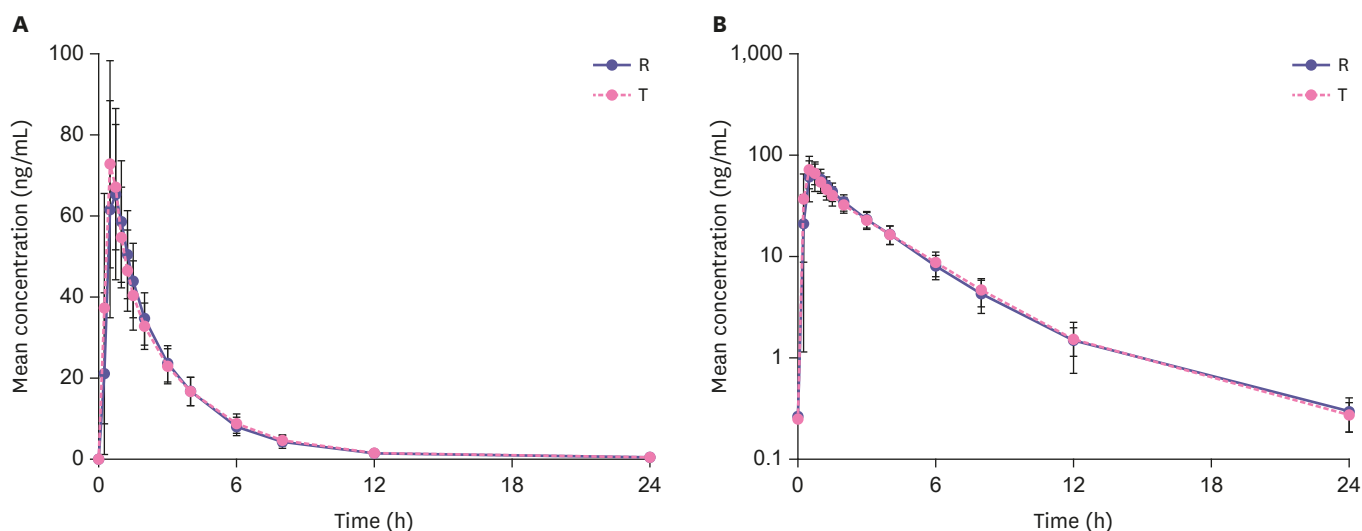 A
Mean concentration (ng/mL)
100
80
60
40
20
0
0 6 12 18 24
Time (h)
R
T
B
Mean concentration (ng/mL)
1,000
100
10
1
0.1
0 6 12 18 24
Time (h)
R
T